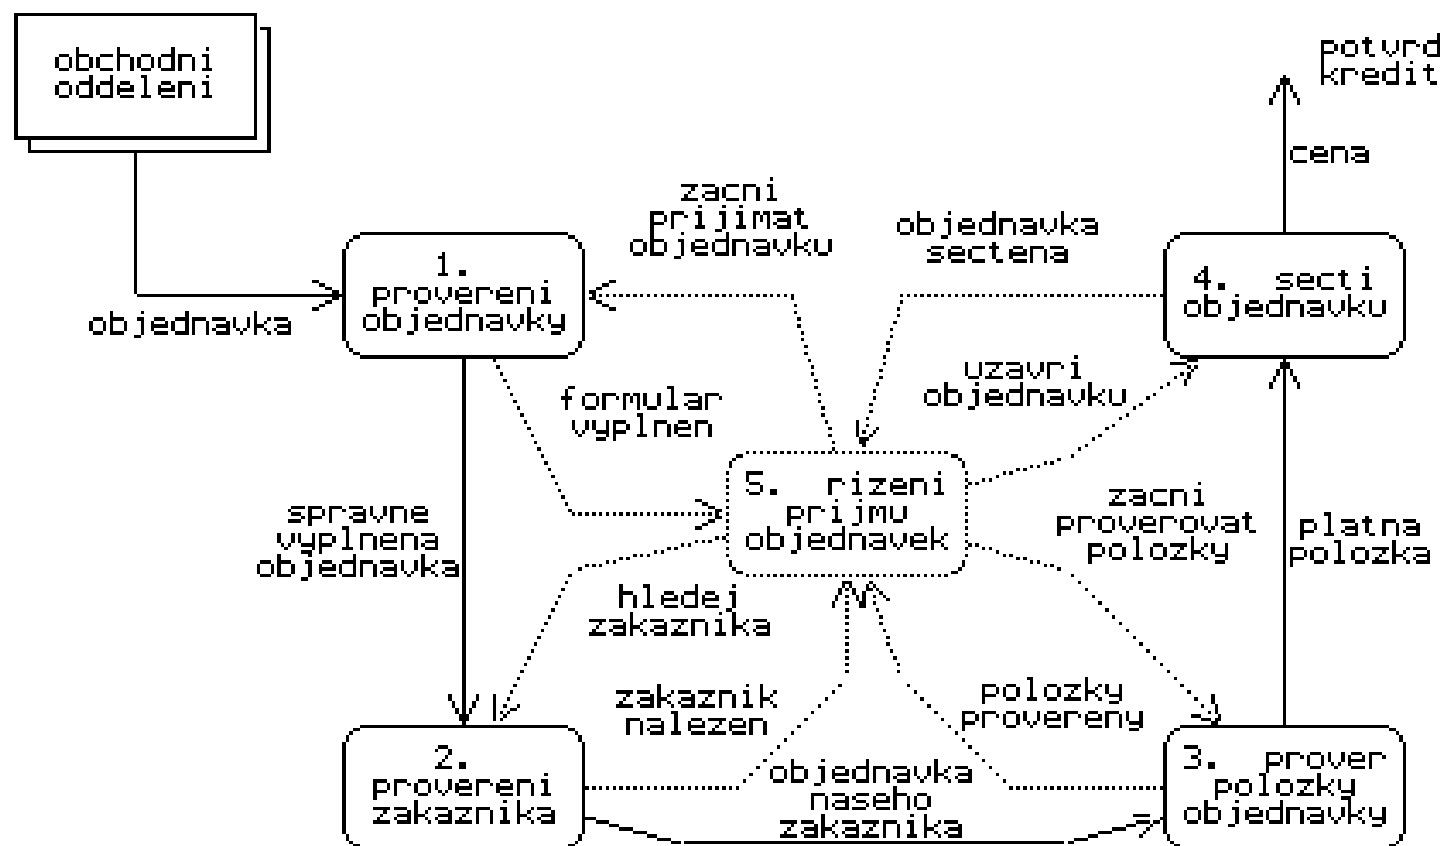 obchodni
oddeleni
potvrd
kredit
cena
zacni
prijimat
objednavku
objednavka
sectena
1.
provereni
objednavky
4. secti
objednavku
objednavka
uzavri
objednavku
formular
vyplnen
5. rizeni
prijmu
objednavek
zacni
proverovat
polozky
platna
polozka
spravne
vyplnena
objednavka
hledej
zakaznika
zakaznik
nalezen
polozky
provereny
2.
provereni
zakaznika
objednavka
naseho
zakaznika
3. prover
polozky
objednavky